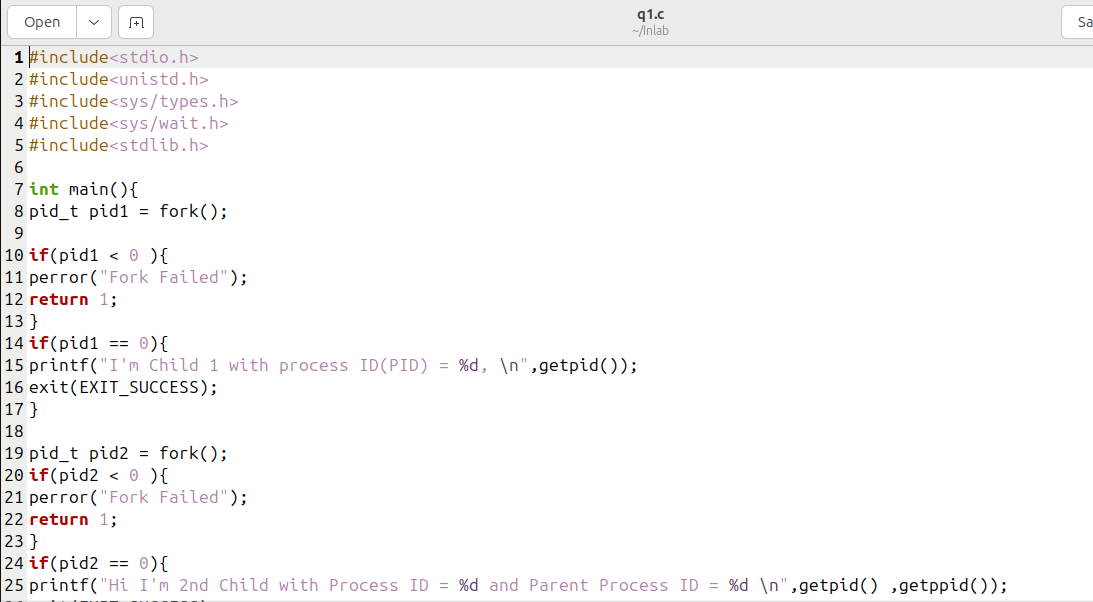 Open
q1.c
~/Inlab
Sa
1 #include<stdio.h>
2 #include<unistd.h>
3 #include<sys/types.h>
4 #include<sys/wait.h>
5 #include<stdlib.h>
6
7 int main(){
8 pid_t pid1 = fork();
9
10 if(pid1 < 0 ){
11 perror("Fork Failed");
12 return 1;
13 }
14 if(pid1 == 0){
15 printf("I'm Child 1 with process ID(PID) = %d, \n",getpid());
16 exit(EXIT_SUCCESS);
17 }
18
19 pid_t pid2 = fork();
20 if(pid2 < 0 ){
21 perror("Fork Failed");
22 return 1;
23 }
24 if(pid2 == 0){
25 printf("Hi I'm 2nd Child with Process ID = %d and Parent Process ID = %d \n",getpid() ,getppid());